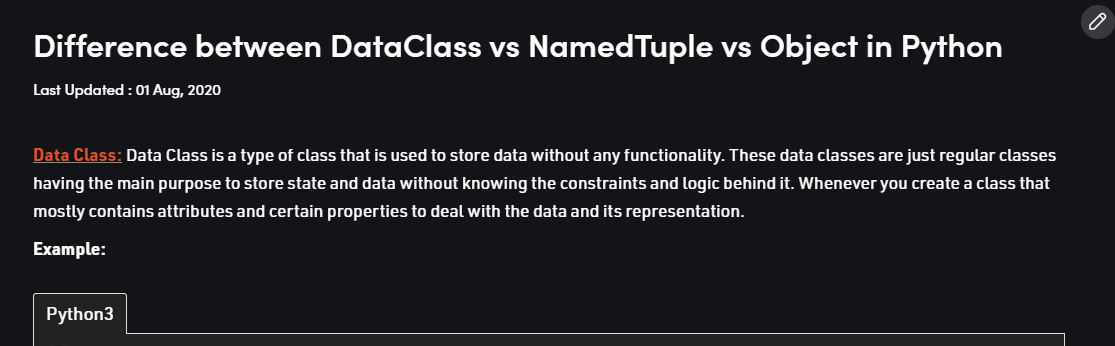 Difference between DataClass vs NamedTuple vs Object in Python
Last Updated : 01 Aug, 2020
Data Class: Data Class is a type of class that is used to store data without any functionality. These data classes are just regular classes
having the main purpose to store state and data without knowing the constraints and logic behind it. Whenever you create a class that
mostly contains attributes and certain properties to deal with the data and its representation.
Example:
Python3